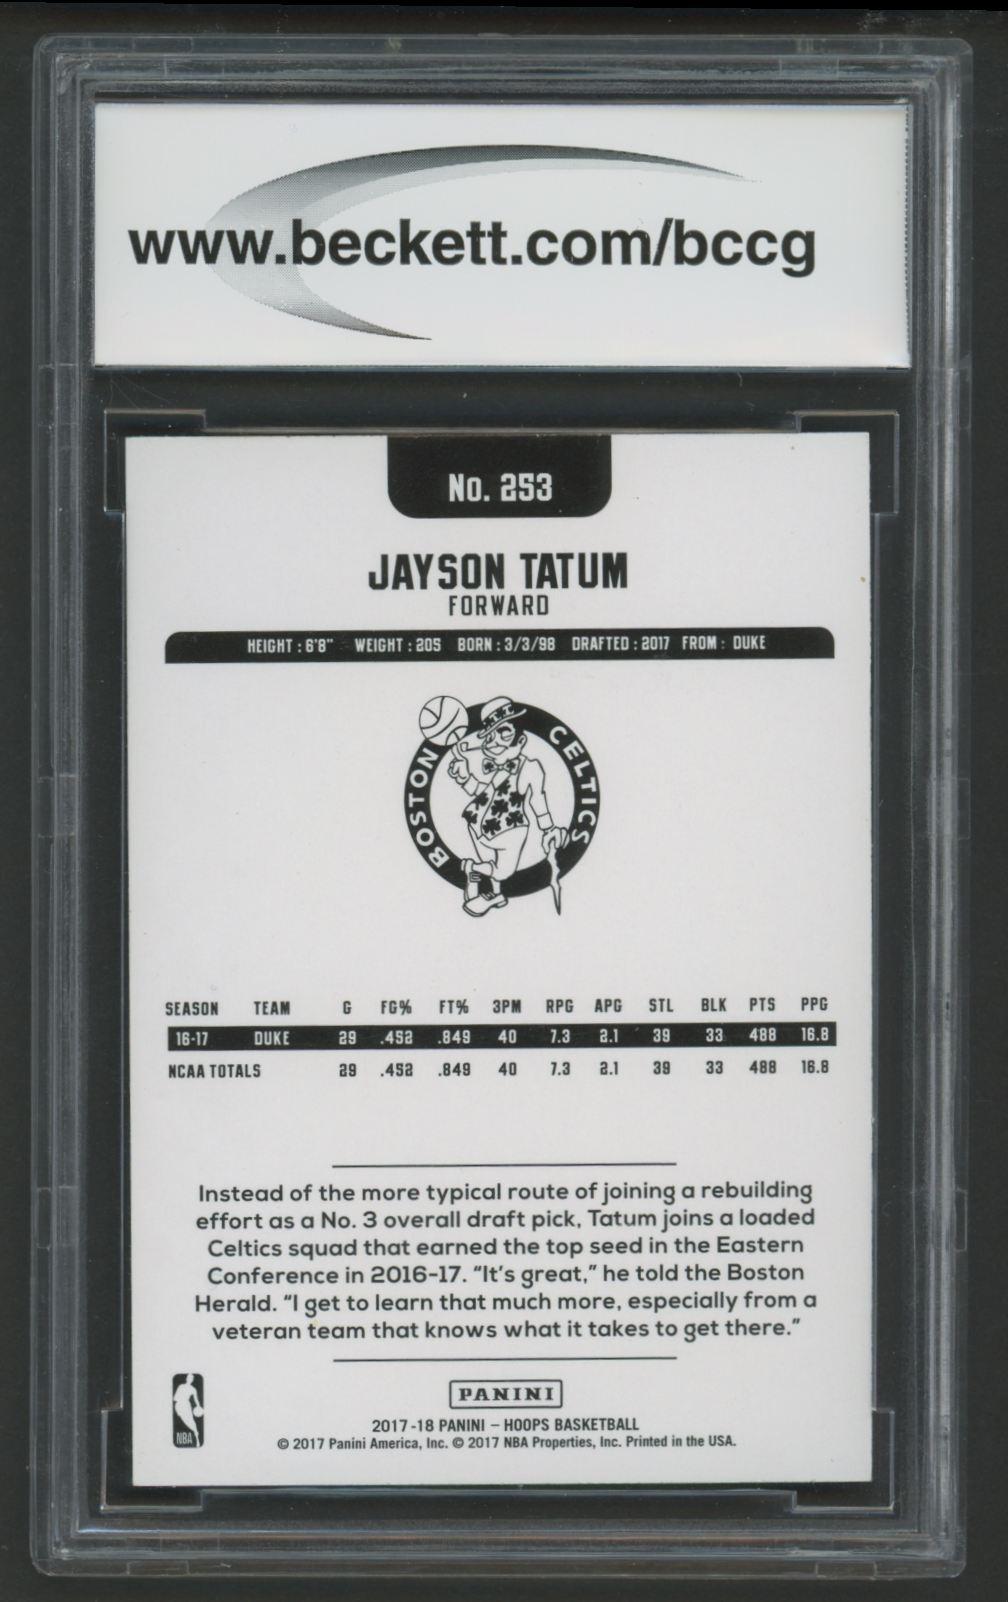 www.beckett.com/bccg
No. 253
JAYSON TATUM
FORWARD
HEIGHT : 6'8" WEIGHT : 205 BORN : 3/3/98 DRAFTED : 2017 FROM : DUKE
BOSTON CELTICS
SEASON TEAM G FG% FT% 3PM RPG APG STL BLK PTS PPG
16-17 DUKE 29 .452 .849 40 7.3 2.1 39 33 488 16.8
NCAA TOTALS 29 .452 .849 40 7.3 2.1 39 33 488 16.8
Instead of the more typical route of joining a rebuilding
effort as a No. 3 overall draft pick, Tatum joins a loaded
Celtics squad that earned the top seed in the Eastern
Conference in 2016-17. “It’s great,” he told the Boston
Herald. “I get to learn that much more, especially from a
veteran team that knows what it takes to get there.”
NBA
PANINI
2017-18 PANINI – HOOPS BASKETBALL
© 2017 Panini America, Inc. © 2017 NBA Properties, Inc. Printed in the USA.